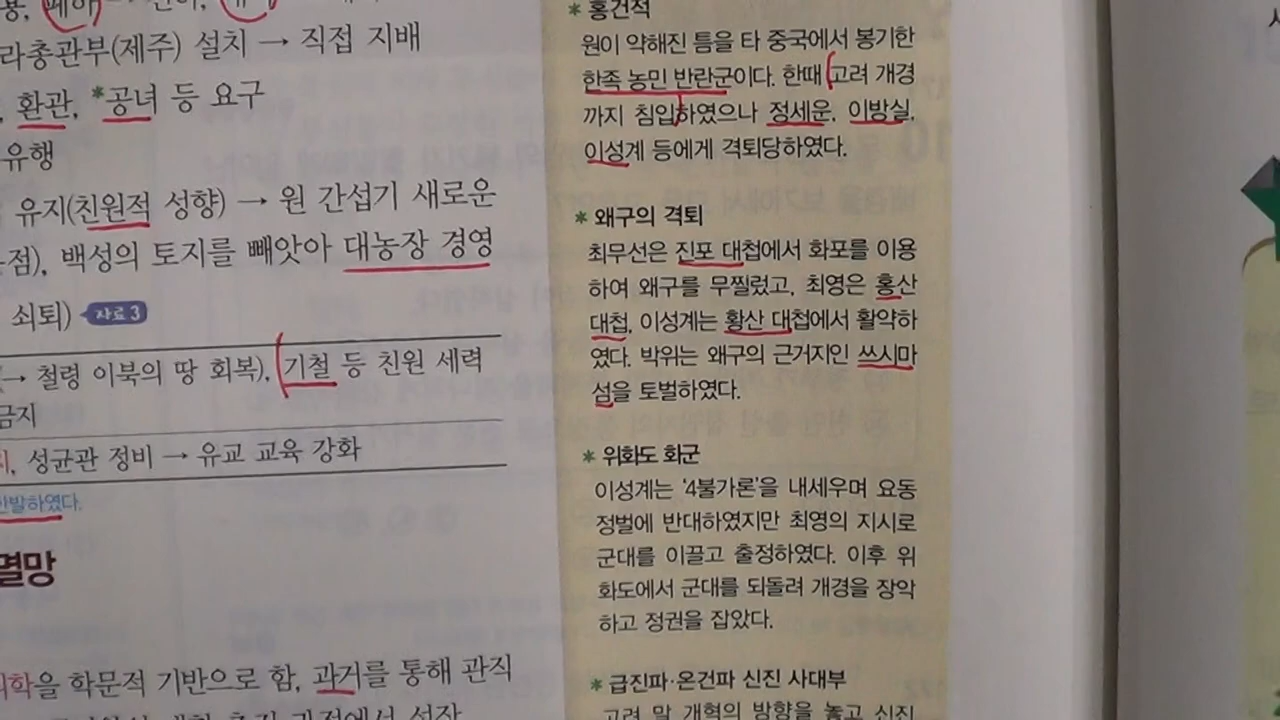 라총관부(제주) 설치 → 직접 지배
, 환관, *공녀 등 요구
유행
유지(친원적 성향) → 원 간섭기 새로운
점), 백성의 토지를 빼앗아 대농장 경영
쇠퇴) 자료 3
(→ 철령 이북의 땅 회복), 기철 등 친원 세력
금지
, 성균관 정비 → 유교 교육 강화
반발하였다.
멸망
을 학문적 기반으로 함, 과거를 통해 관직
* 홍건적
원이 약해진 틈을 타 중국에서 봉기한
한족 농민 반란군이다. 한때 고려 개경
까지 침입하였으나 정세운, 이방실,
이성계 등에게 격퇴당하였다.
* 왜구의 격퇴
최무선은 진포 대첩에서 화포를 이용
하여 왜구를 무찔렀고, 최영은 홍산
대첩, 이성계는 황산 대첩에서 활약하
였다. 박위는 왜구의 근거지인 쓰시마
섬을 토벌하였다.
* 위화도 회군
이성계는 '4불가론'을 내세우며 요동
정벌에 반대하였지만 최영의 지시로
군대를 이끌고 출정하였다. 이후 위
화도에서 군대를 되돌려 개경을 장악
하고 정권을 잡았다.
* 급진파·온건파 신진 사대부
고려 말 개혁의 방향을 놓고 신진